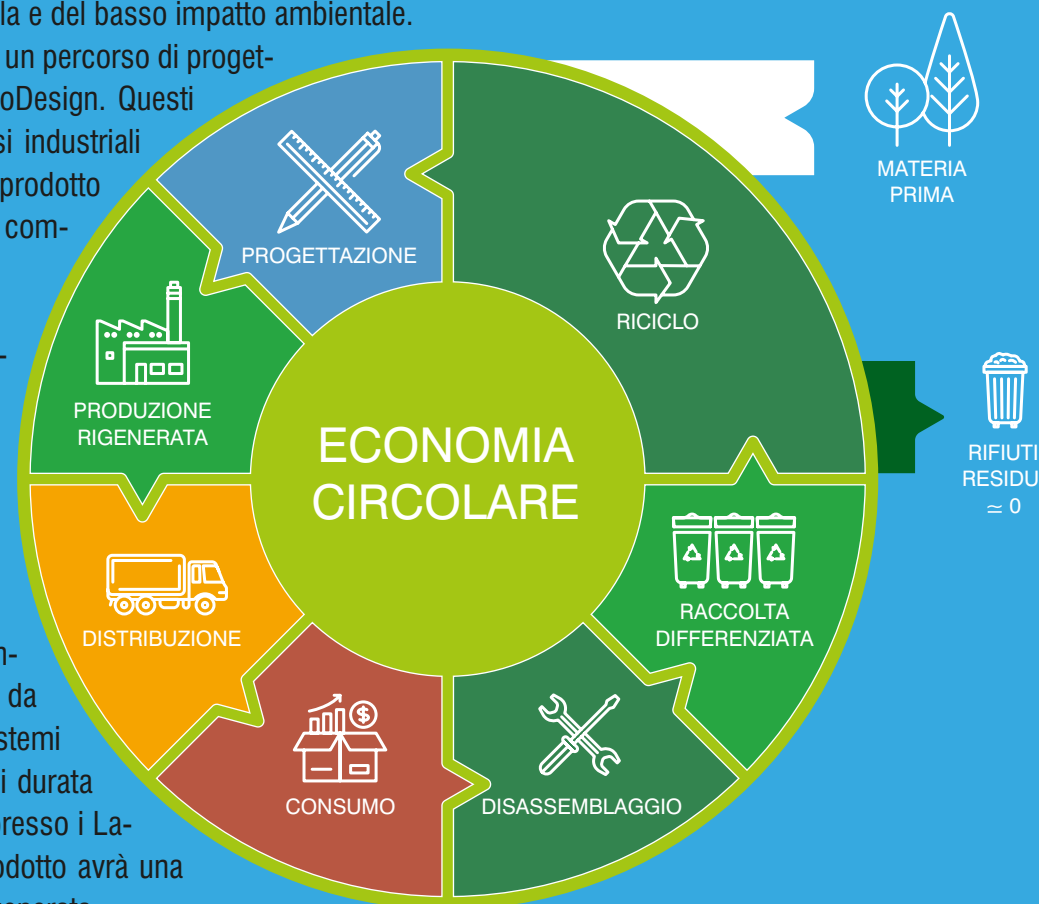 la e del basso impatto ambientale.
un percorso di proget-
oDesign. Questi
si industriali
prodotto
com-
-
n-
da
stemi
i durata
presso i La-
odotto avrà una
MATERIA
PRIMA
PROGETTAZIONE
RICICLO
PRODUZIONE
RIGENERATA
ECONOMIA
CIRCOLARE
RIFIUTI
RESIDU
≃ 0
RACCOLTA
DIFFERENZIATA
DISTRIBUZIONE
CONSUMO
DISASSEMBLAGGIO